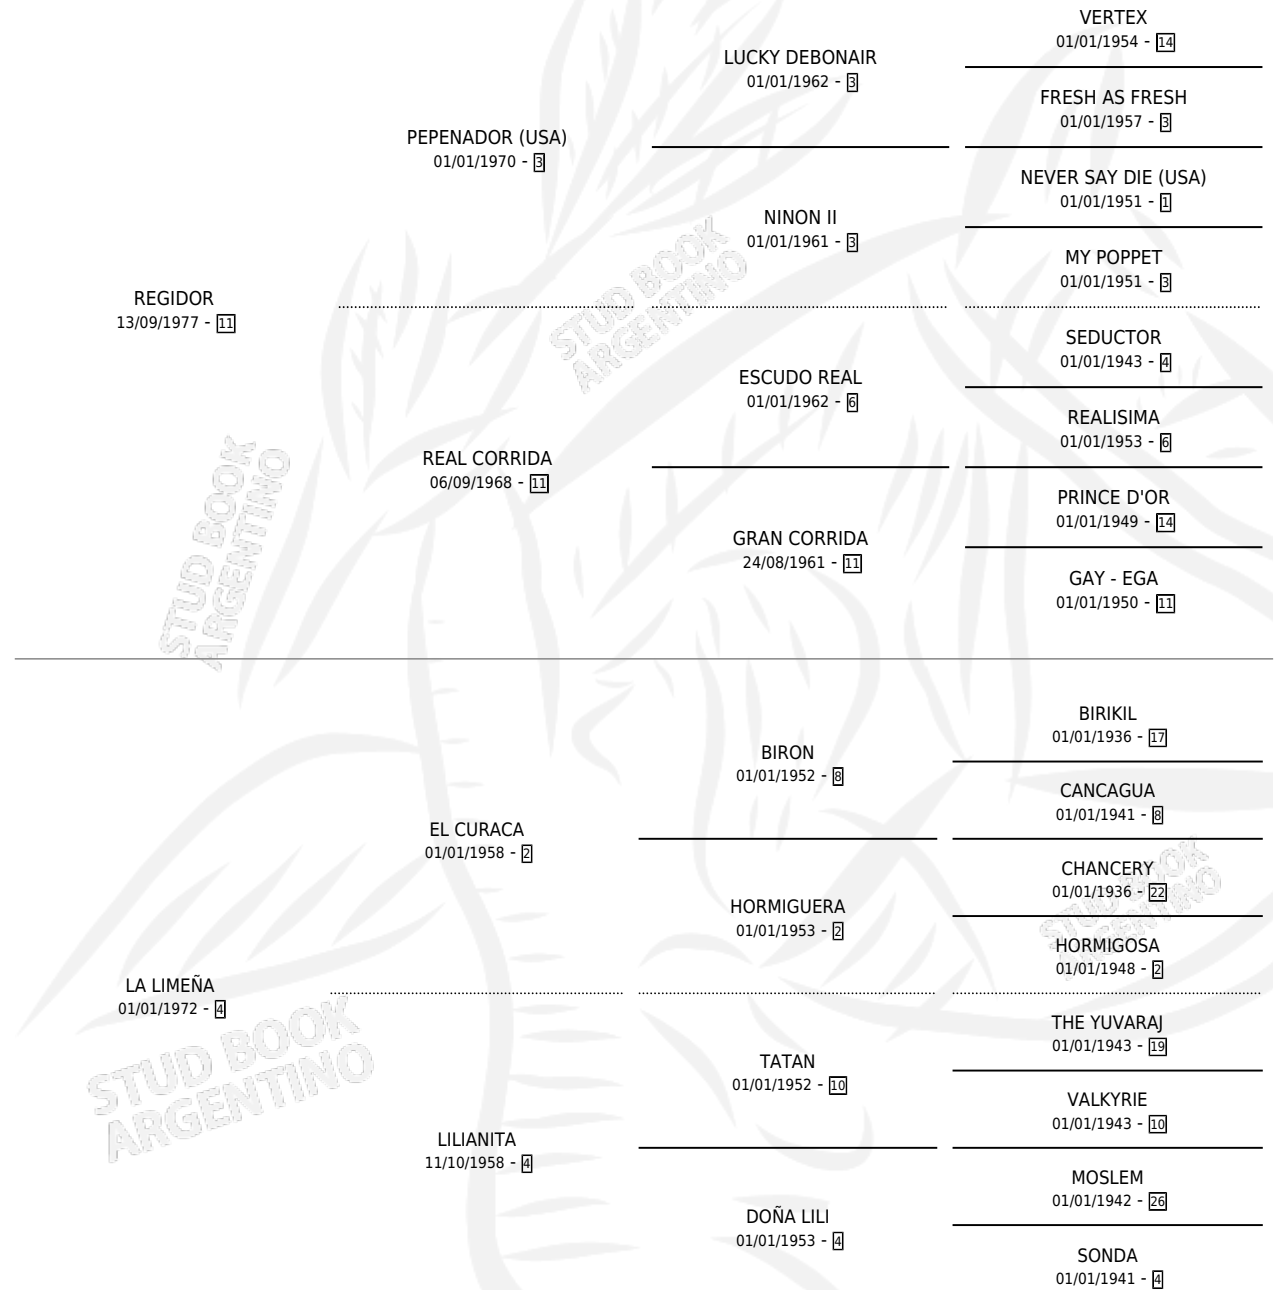 VERTEX
01/01/1954 - 14
LUCKY DEBONAIR
01/01/1962 - 3
FRESH AS FRESH
01/01/1957 - 3
PEPENADOR (USA)
01/01/1970 - 3
NEVER SAY DIE (USA)
01/01/1951 - 1
NINON II
01/01/1961 - 3
MY POPPET
01/01/1951 - 3
REGIDOR
13/09/1977 - 11
SEDUCTOR
01/01/1943 - 4
ESCUDO REAL
01/01/1962 - 6
REALISIMA
01/01/1953 - 6
REAL CORRIDA
06/09/1968 - 11
PRINCE D'OR
01/01/1949 - 14
GRAN CORRIDA
24/08/1961 - 11
GAY - EGA
01/01/1950 - 11
BIRIKIL
01/01/1936 - 17
BIRON
01/01/1952 - 8
CANCAGUA
01/01/1941 - 8
EL CURACA
01/01/1958 - 2
CHANCERY
01/01/1936 - 22
HORMIGUERA
01/01/1953 - 2
HORMIGOSA
01/01/1948 - 2
LA LIMEÑA
01/01/1972 - 4
THE YUVARAJ
01/01/1943 - 19
TATAN
01/01/1952 - 10
VALKYRIE
01/01/1943 - 10
LILIANITA
11/10/1958 - 4
MOSLEM
01/01/1942 - 26
DOÑA LILI
01/01/1953 - 4
SONDA
01/01/1941 - 4
STUD BOOK
ARGENTINO
STUD BOOK
ARGENTINO
STUD BOOK
ARGENTINO
STUD BOOK
ARGENTINO